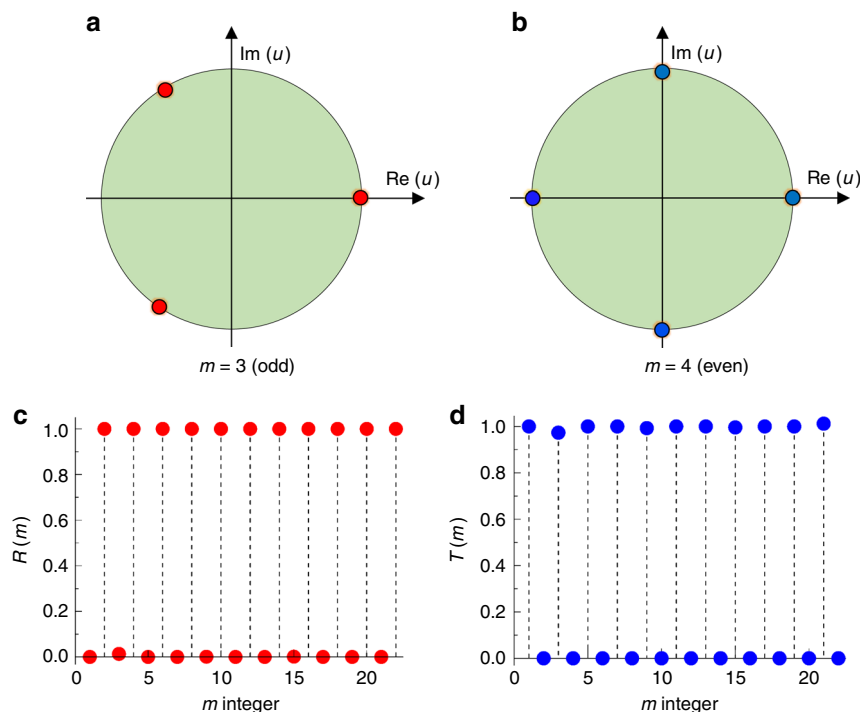 a
Im (u)
Re (u)
m = 3 (odd)
b
Im (u)
Re (u)
m = 4 (even)
c
R (m)
1.0
0.8
0.6
0.4
0.2
0.0
0 5 10 15 20
m integer
d
T (m)
1.0
0.8
0.6
0.4
0.2
0.0
0 5 10 15 20
m integer